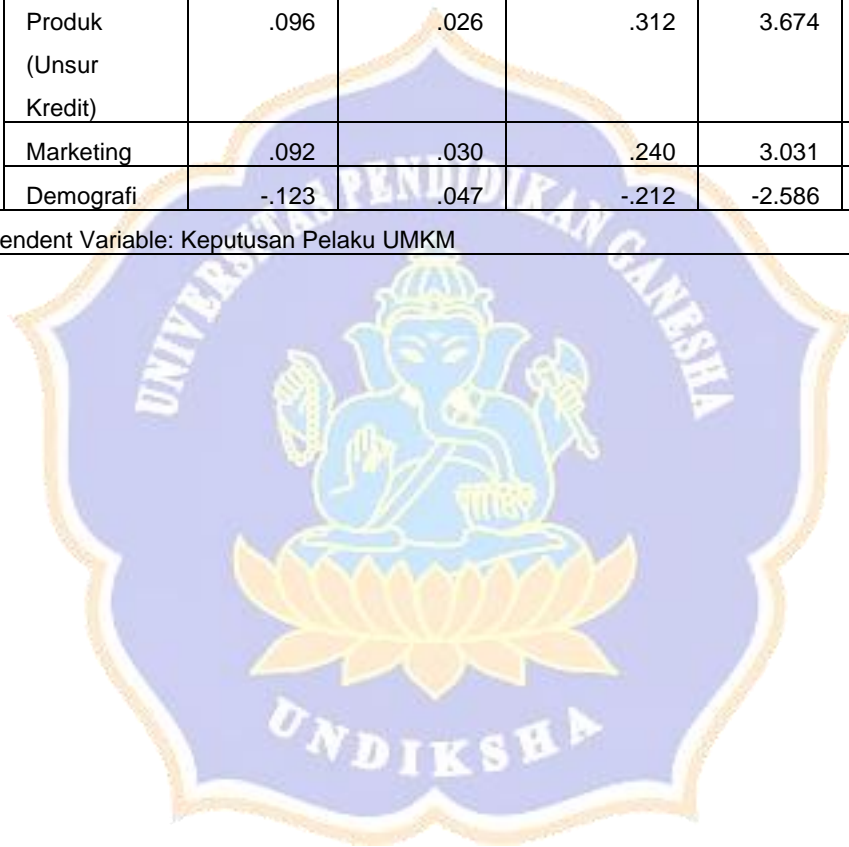 Produk .096 .026 .312 3.674
(Unsur
Kredit)
Marketing .092 .030 .240 3.031
Demografi -.123 .047 -.212 -2.586
endent Variable: Keputusan Pelaku UMKM
UNIVERSITAS PENDIDIKAN GANESHA
UNDIKSHA